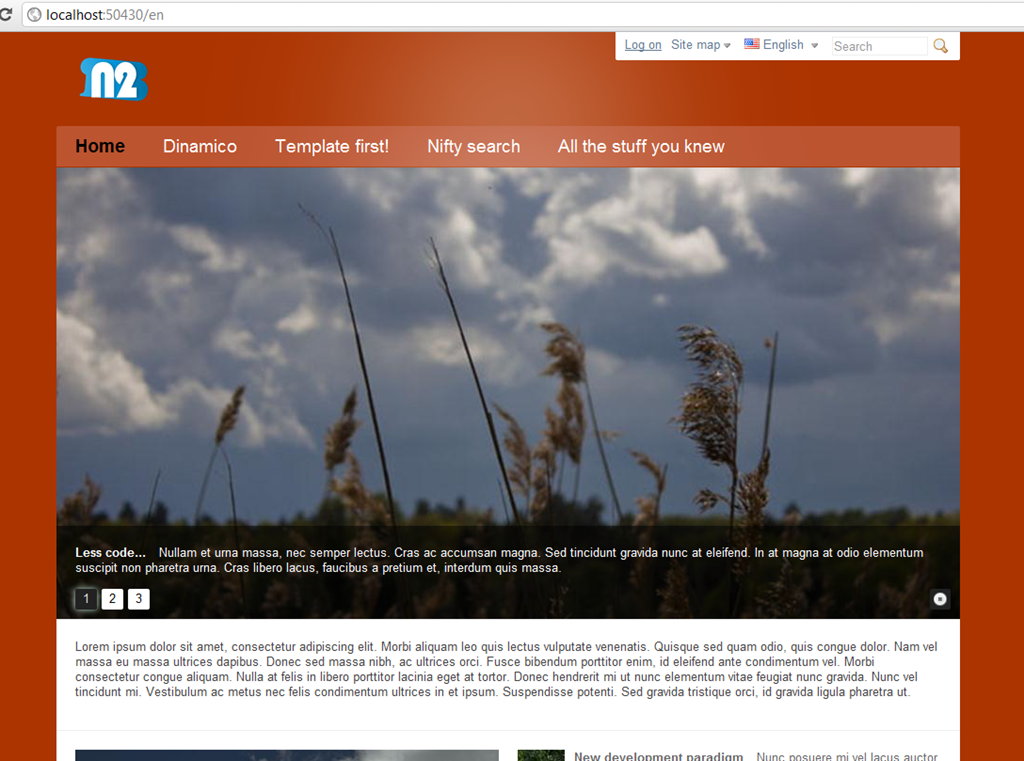 localhost:50430/en
Log on Site map English Search
N2
Home Dinamico Template first! Nifty search All the stuff you knew
Less code... Nullam et urna massa, nec semper lectus. Cras ac accumsan magna. Sed tincidunt gravida nunc at eleifend. In at magna at odio elementum
suscipit non pharetra urna. Cras libero lacus, faucibus a pretium et, interdum quis massa.
1 2 3
Lorem ipsum dolor sit amet, consectetur adipiscing elit. Morbi aliquam leo quis lectus vulputate venenatis. Quisque sed quam odio, quis congue dolor. Nam vel
massa eu massa ultrices dapibus. Donec sed massa nibh, ac ultrices orci. Fusce bibendum porttitor enim, id eleifend ante condimentum vel. Morbi
consectetur congue aliquam. Nulla at felis in libero porttitor lacinia eget at tortor. Donec hendrerit mi ut nunc elementum vitae feugiat nunc gravida. Nunc vel
tincidunt mi. Vestibulum ac metus nec felis condimentum ultrices in et ipsum. Suspendisse potenti. Sed gravida tristique orci, id gravida ligula pharetra ut.
New development paradigm Nunc posuere mi vel lacus auctor